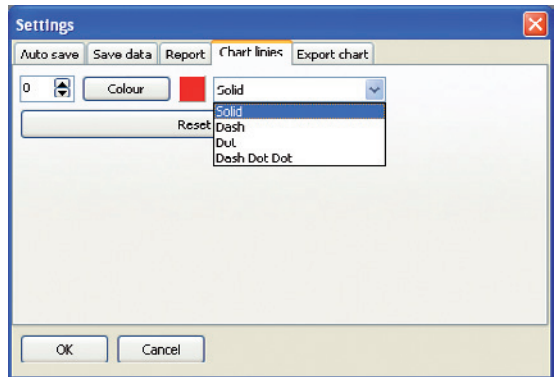 Settings
Auto save Save data Report Chart linies Export chart
0 Colour Solid
Reset
Solid
Dash
Dot
Dash Dot Dot
OK Cancel